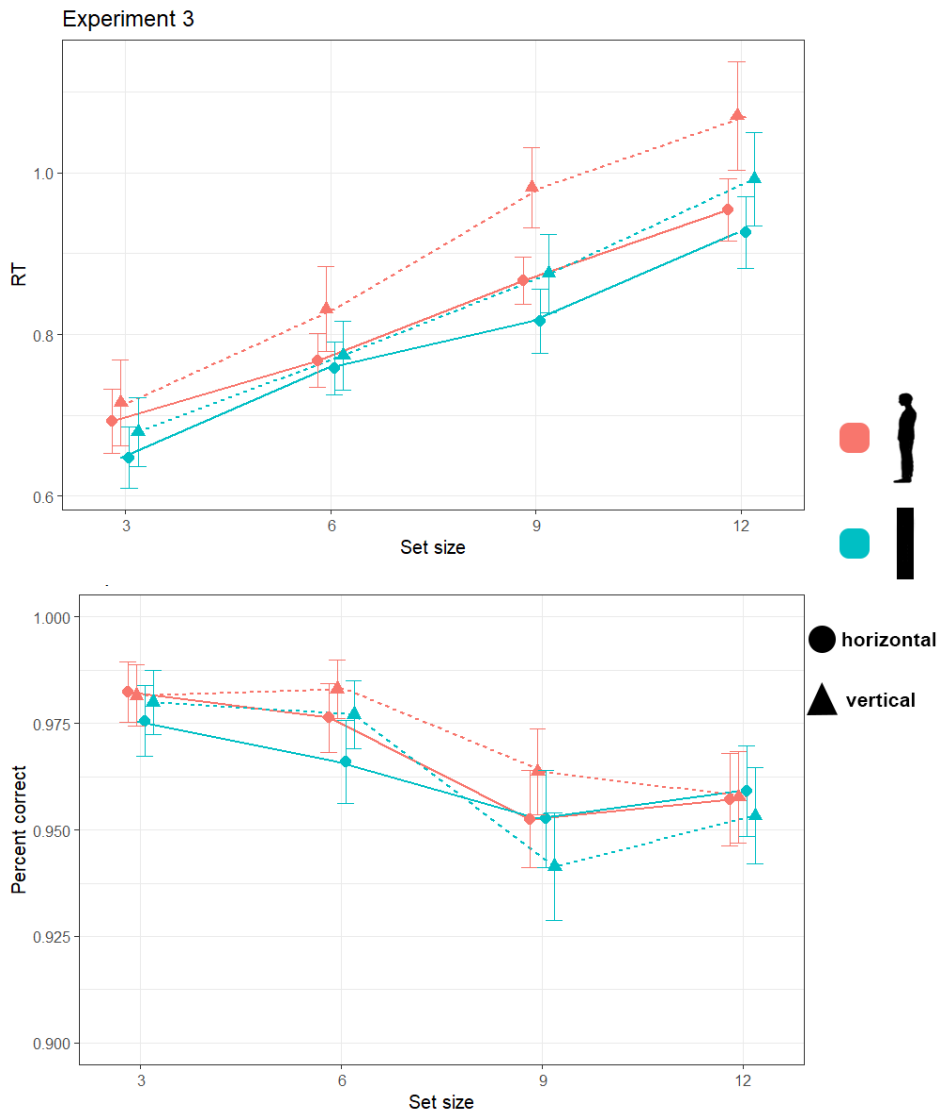 Experiment 3
RT
1.0
0.8
0.6
3 6 9 12
Set size
horizontal
vertical
Percent correct
1.000
0.975
0.950
0.925
0.900
3 6 9 12
Set size